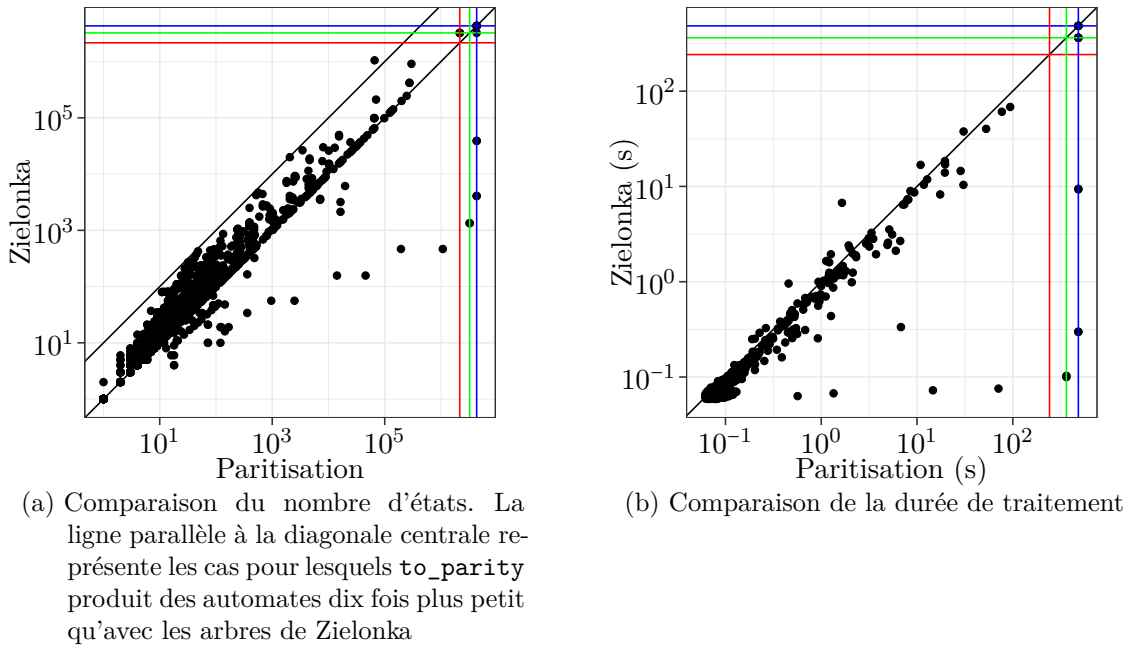 10^5
10^3
10^1
Zielonka
10^1 10^3 10^5
Paritisation
(a) Comparaison du nombre d'états. La
ligne parallèle à la diagonale centrale re-
présente les cas pour lesquels to_parity
produit des automates dix fois plus petit
qu'avec les arbres de Zielonka
10^2
10^1
10^0
10^−1
Zielonka (s)
10^−1 10^0 10^1 10^2
Paritisation (s)
(b) Comparaison de la durée de traitement